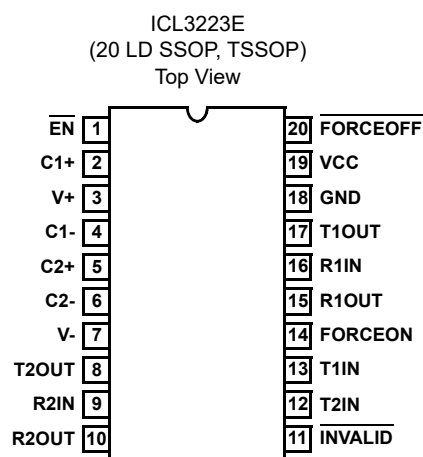 ICL3223E
(20 LD SSOP, TSSOP)
Top View
EN 1 20 FORCEOFF
C1+ 2 19 VCC
V+ 3 18 GND
C1- 4 17 T1OUT
C2+ 5 16 R1IN
C2- 6 15 R1OUT
V- 7 14 FORCEON
T2OUT 8 13 T1IN
R2IN 9 12 T2IN
R2OUT 10 11 INVALID